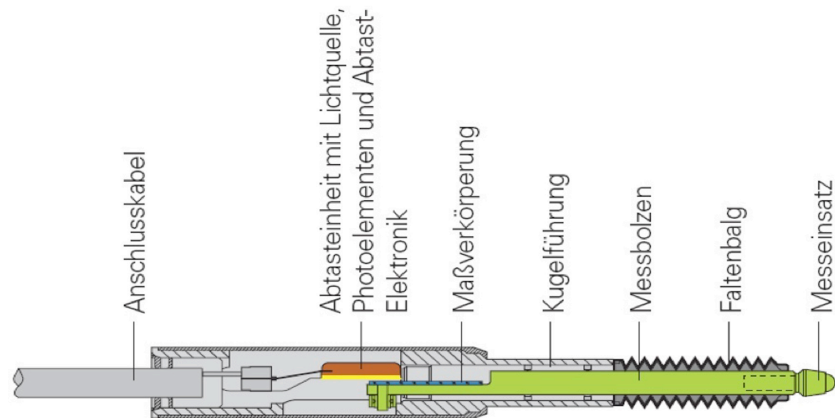 Anschlusskabel
Abtasteinheit mit Lichtquelle,
Photoelementen und Abtast-
Elektronik
Maßverkörperung
Kugelführung
Messbolzen
Faltenbalg
Messeinsatz